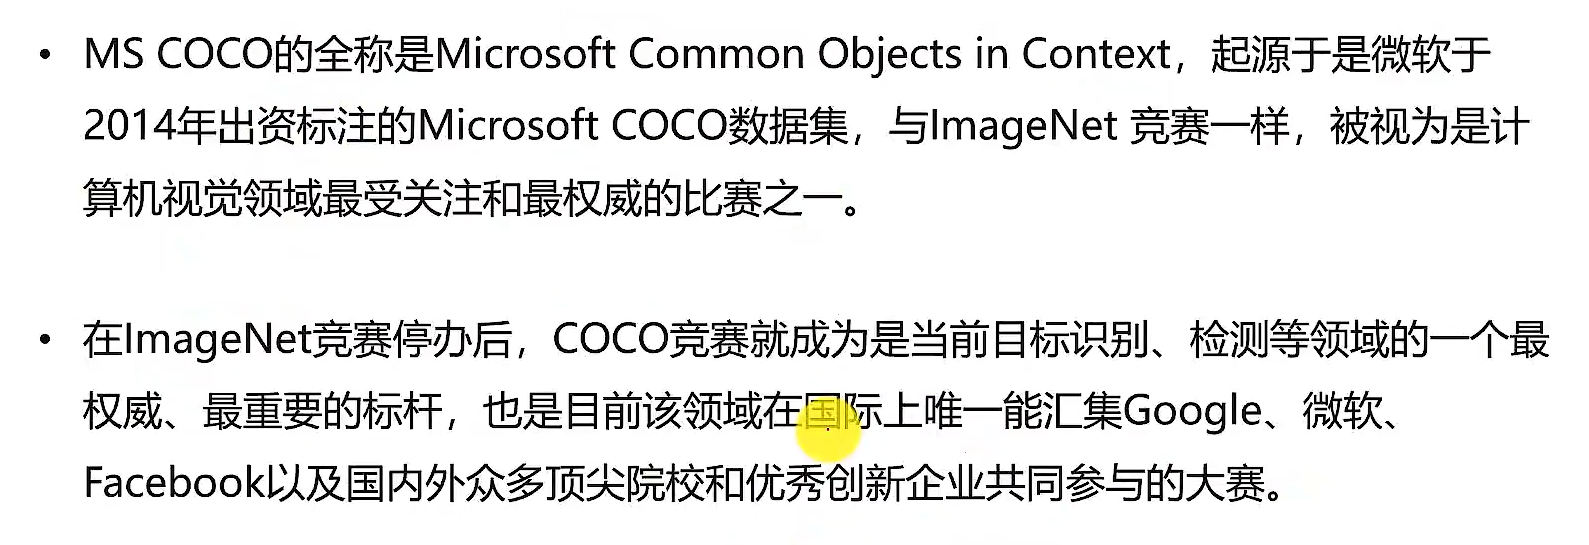 • MS COCO的全称是Microsoft Common Objects in Context，起源于是微软于
2014年出资标注的Microsoft COCO数据集，与ImageNet 竞赛一样，被视为是计
算机视觉领域最受关注和最权威的比赛之一。
• 在ImageNet竞赛停办后，COCO竞赛就成为是当前目标识别、检测等领域的一个最
权威、最重要的标杆，也是目前该领域在国际上唯一能汇集Google、微软、
Facebook以及国内外众多顶尖院校和优秀创新企业共同参与的大赛。